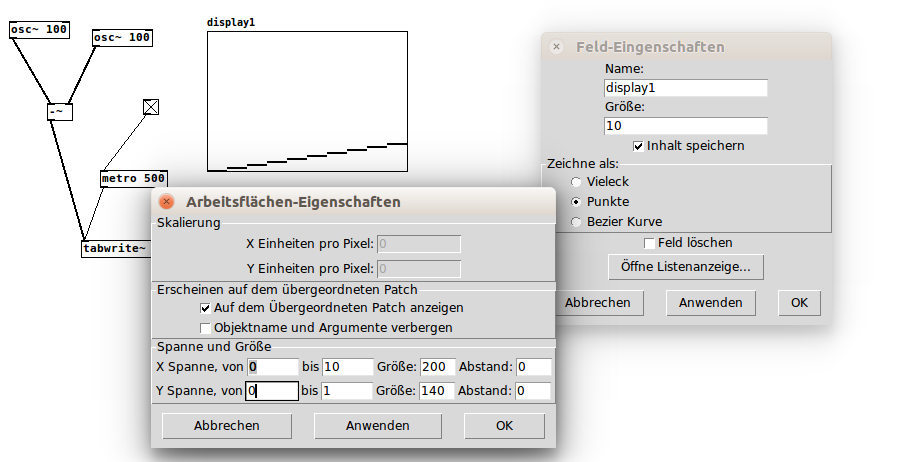 osc~ 100
osc~ 100
-~
metro 500
tabwrite~
display1
Feld-Eingenschaften
Name:
display1
Größe:
10
Inhalt speichern
Zeichne als:
Vieleck
Punkte
Bezier Kurve
Feld löschen
Öffne Listenanzeige...
Abbrechen Anwenden OK
Arbeitsflächen-Eigenschaften
Skalierung
X Einheiten pro Pixel: 0
Y Einheiten pro Pixel: 0
Erscheinen auf dem übergeordneten Patch
Auf dem Übergeordneten Patch anzeigen
Objektname und Argumente verbergen
Spanne und Größe
X Spanne, von 0 bis 10 Größe: 200 Abstand: 0
Y Spanne, von 0 bis 1 Größe: 140 Abstand: 0
Abbrechen Anwenden OK